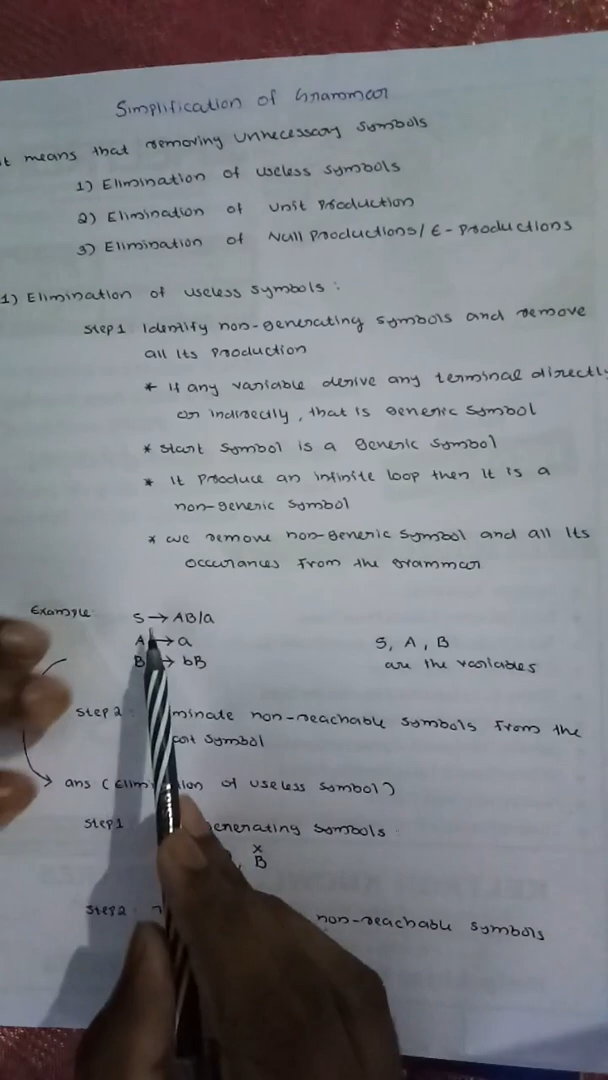 Simplification of Grammar
it means that removing unnecessary symbols
1) Elimination of useless symbols
2) Elimination of unit Production
3) Elimination of Null Productions / ε - Productions
1) Elimination of useless symbols :
Step 1 Identify non-generating symbols and remove
all its production
* If any variable derive any terminal directly
or indirectly, that is generic symbol
* Start symbol is a generic symbol
* It Produce an infinite loop then it is a
non-generic symbol
* we remove non-generic symbol and all its
occurances from the grammar
Example S → AB/a
A → a S, A, B
B → bB are the variables
Step 2 : minate non-reachable symbols from the
symbol
ans ( of useless symbol)
Step 1 enerating symbols :
x
B
Step 2 : non-reachable symbols